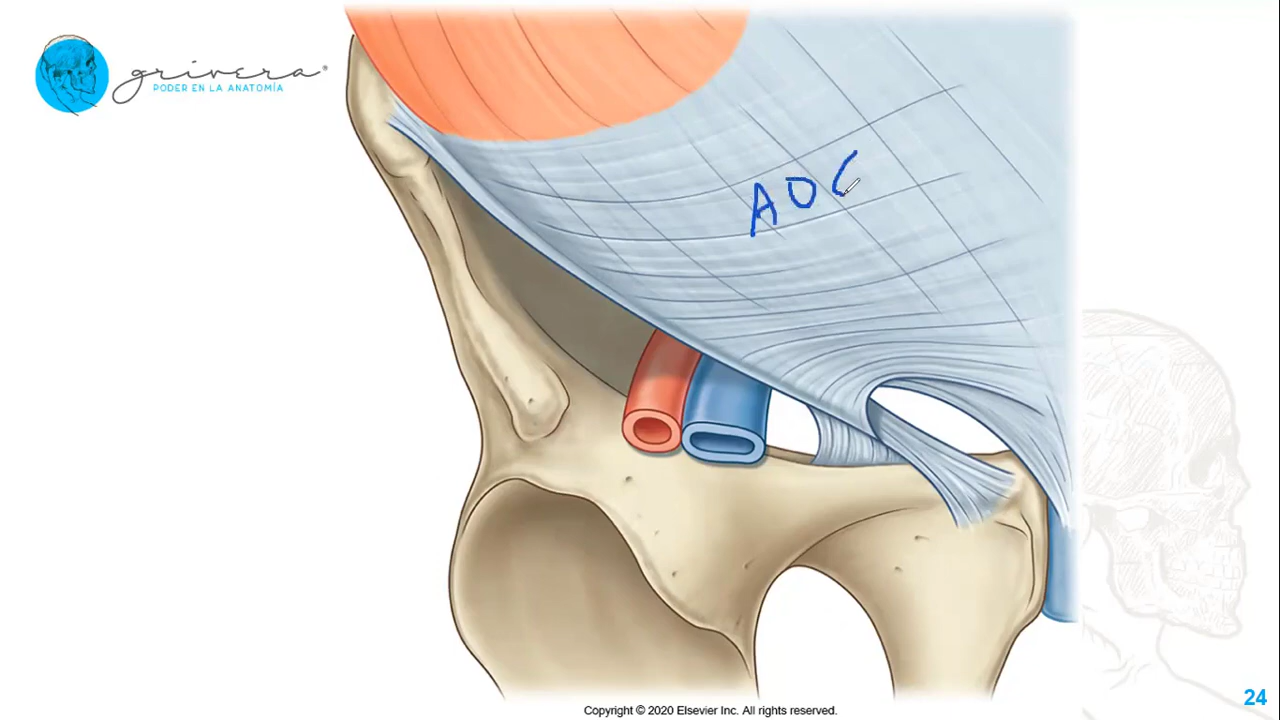 grivera®
PODER EN LA ANATOMÍA
AOC
Copyright © 2020 Elsevier Inc. All rights reserved.
24